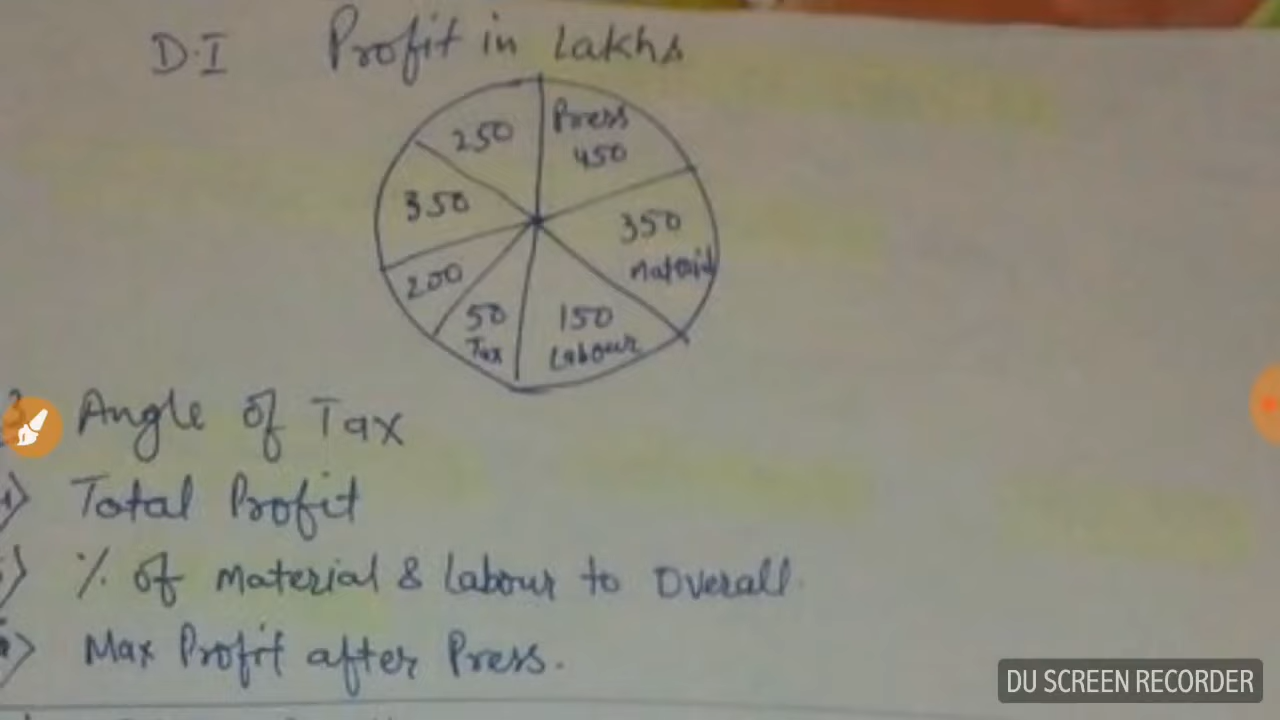 D.I Profit in Lakhs
250
Press
450
350
350
200
50
Tax
150
Labour
Angle of Tax
Total Profit
% of Material & Labour to Overall.
Max Profit after Press.
DU SCREEN RECORDER